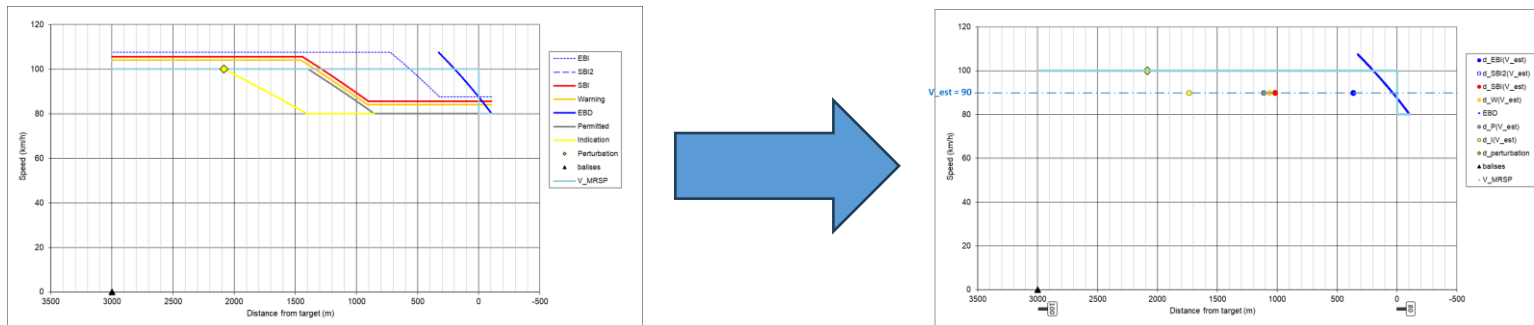 120
100
80
60
40
20
0
Speed (km/h)
3500 3000 2500 2000 1500 1000 500 0 -500
Distance from target (m)
EBI
SBI2
SBI
Warning
EBD
Permitted
Indication
Perturbation
balises
V_MRSP
120
100
V_est = 90
80
60
40
20
0
Speed (km/h)
3500 3000 2500 2000 1500 1000 500 0 -500
Distance from target (m)
100
80
d_EBI(V_est)
d_SBI2(V_est)
d_SBI(V_est)
d_W(V_est)
EBD
d_P(V_est)
d_I(V_est)
d_perturbation
balises
V_MRSP